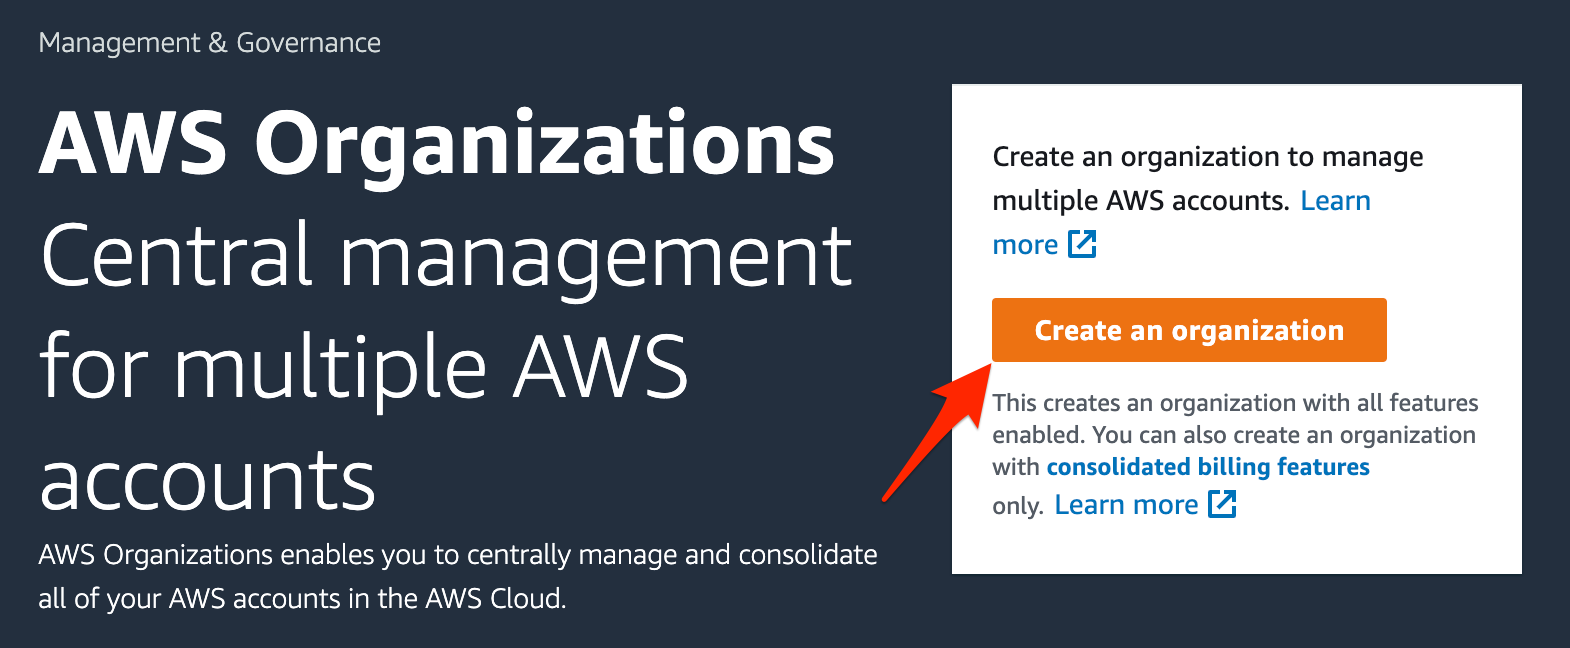 Management & Governance
AWS Organizations
Central management
for multiple AWS
accounts
AWS Organizations enables you to centrally manage and consolidate
all of your AWS accounts in the AWS Cloud.
Create an organization to manage
multiple AWS accounts. Learn
more
Create an organization
This creates an organization with all features
enabled. You can also create an organization
with consolidated billing features
only. Learn more